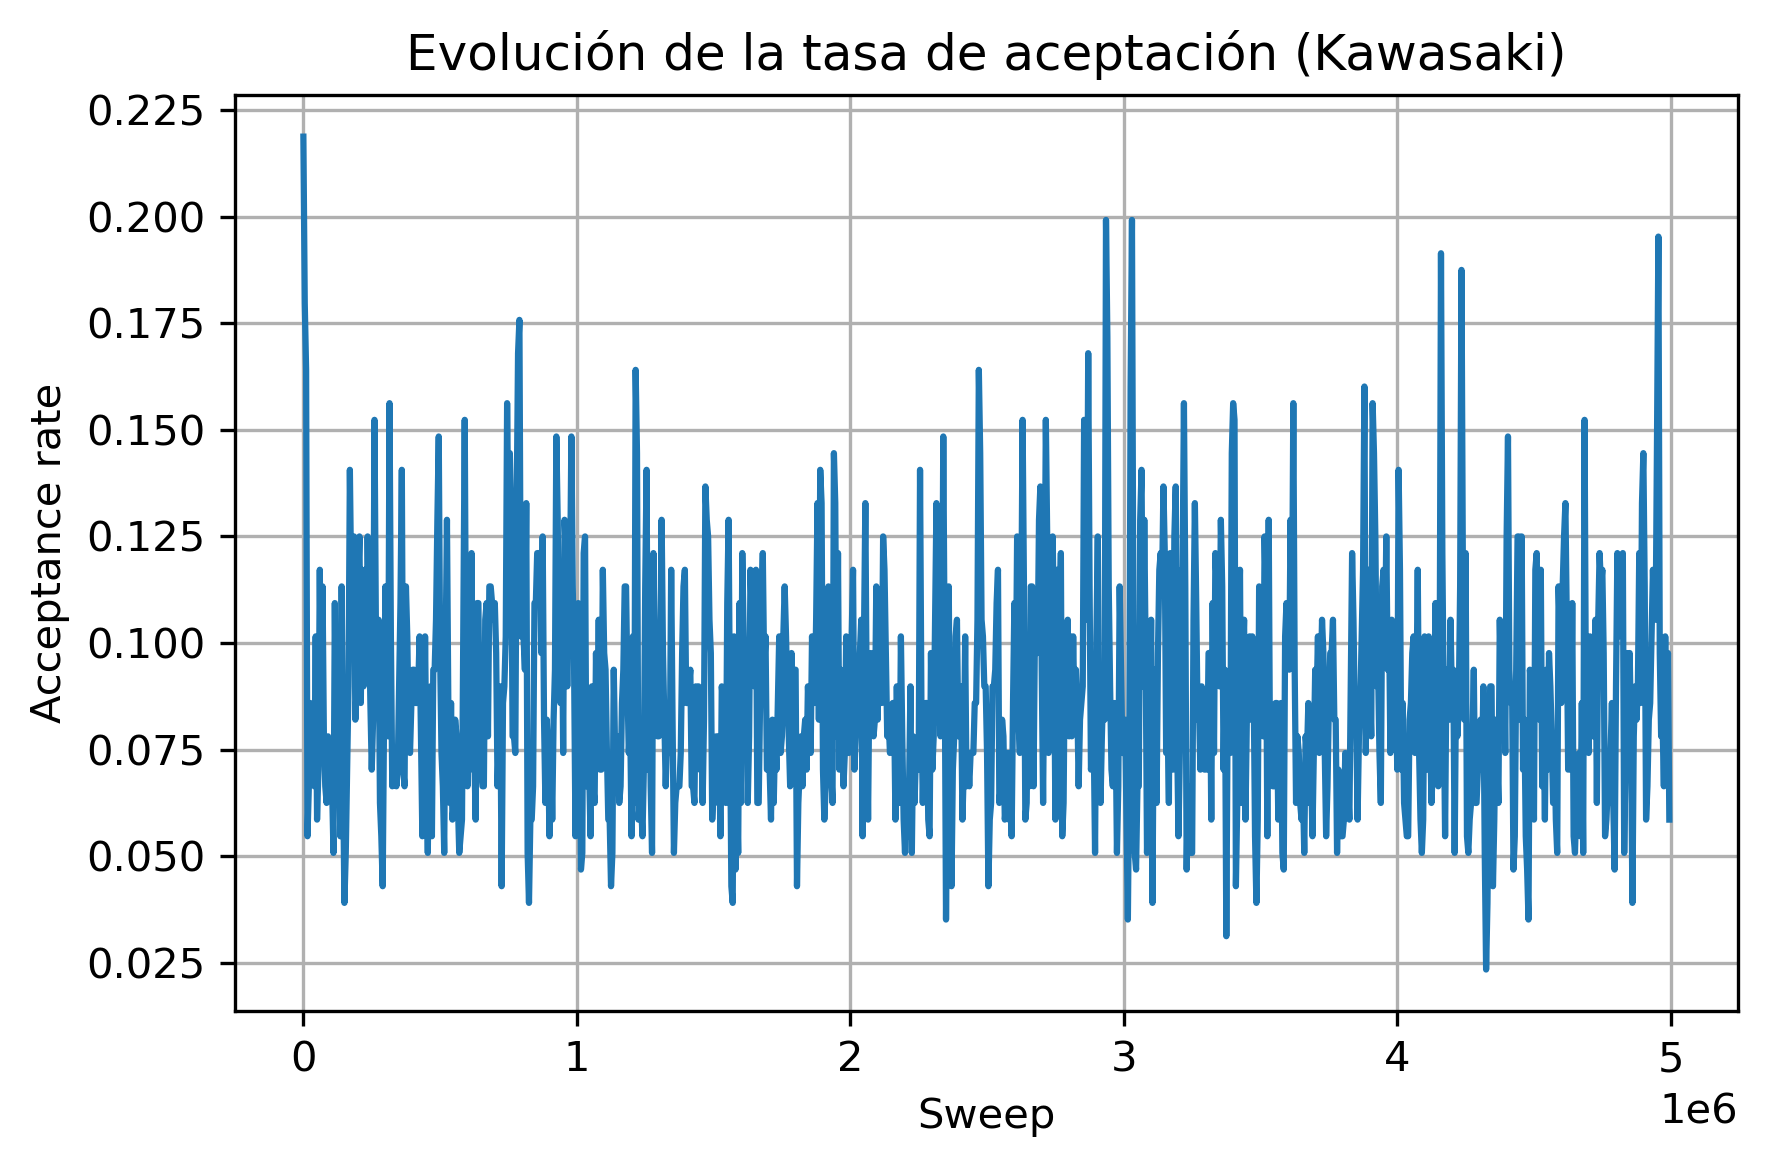 Evolución de la tasa de aceptación (Kawasaki)
0.225
0.200
0.175
0.150
0.125
0.100
0.075
0.050
0.025
Acceptance rate
0 1 2 3 4 5
1e6
Sweep